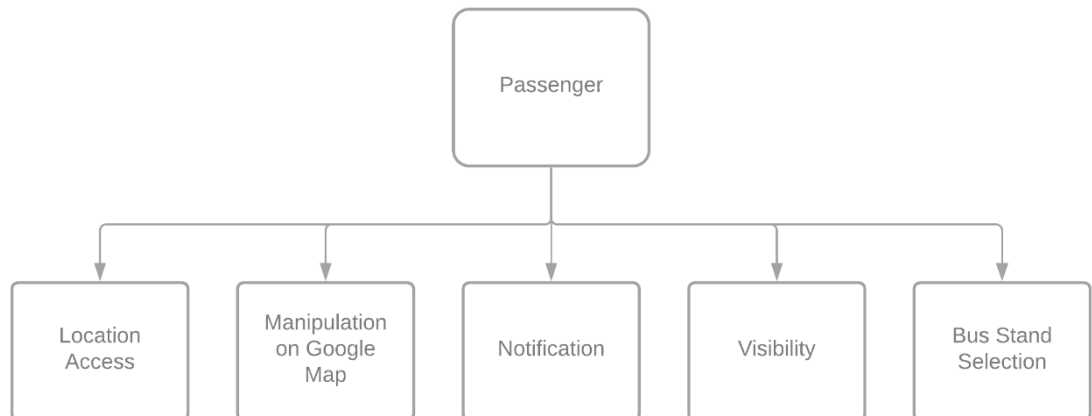 Passenger
Location
Access
Manipulation
on Google
Map
Notification
Visibility
Bus Stand
Selection